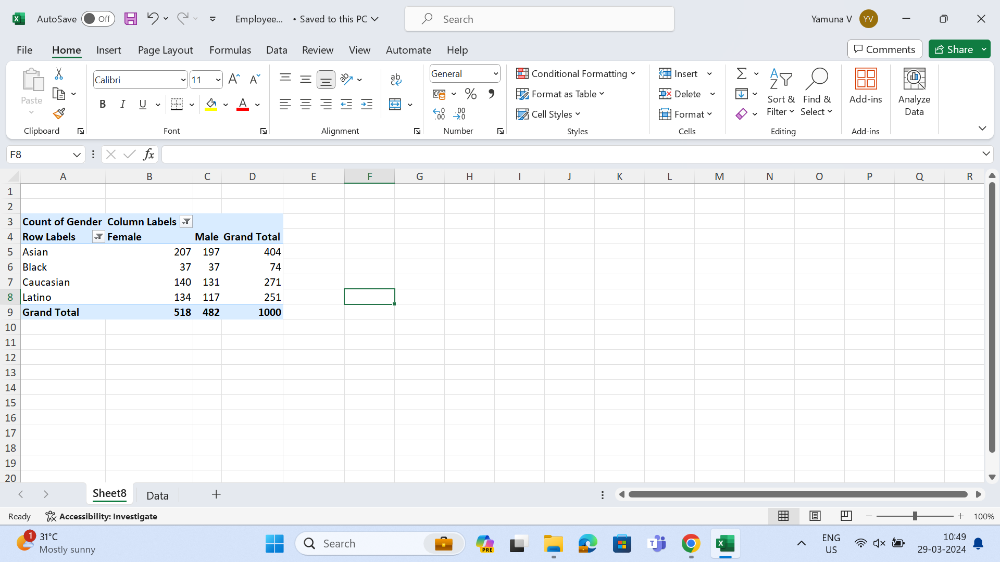 AutoSave Off Employee... • Saved to this PC Search Yamuna V YV
File Home Insert Page Layout Formulas Data Review View Automate Help Comments Share
Paste
Clipboard
Calibri 11
B I U A
Font
ab
c
Alignment
General
% 9
Number
Conditional Formatting
Format as Table
Cell Styles
Styles
Insert
Delete
Format
Cells
Sort & Filter
Find & Select
Editing
Add-ins
Add-ins
Analyze Data
F8 fx
A B C D E F G H I J K L M N O P Q R
1
2
3 Count of Gender Column Labels
4 Row Labels Female Male Grand Total
5 Asian 207 197 404
6 Black 37 37 74
7 Caucasian 140 131 271
8 Latino 134 117 251
9 Grand Total 518 482 1000
10
11
12
13
14
15
16
17
18
19
20
Sheet8 Data
Ready Accessibility: Investigate 100%
1 31°C
Mostly sunny
Search PRE
ENG
US
10:49
29-03-2024